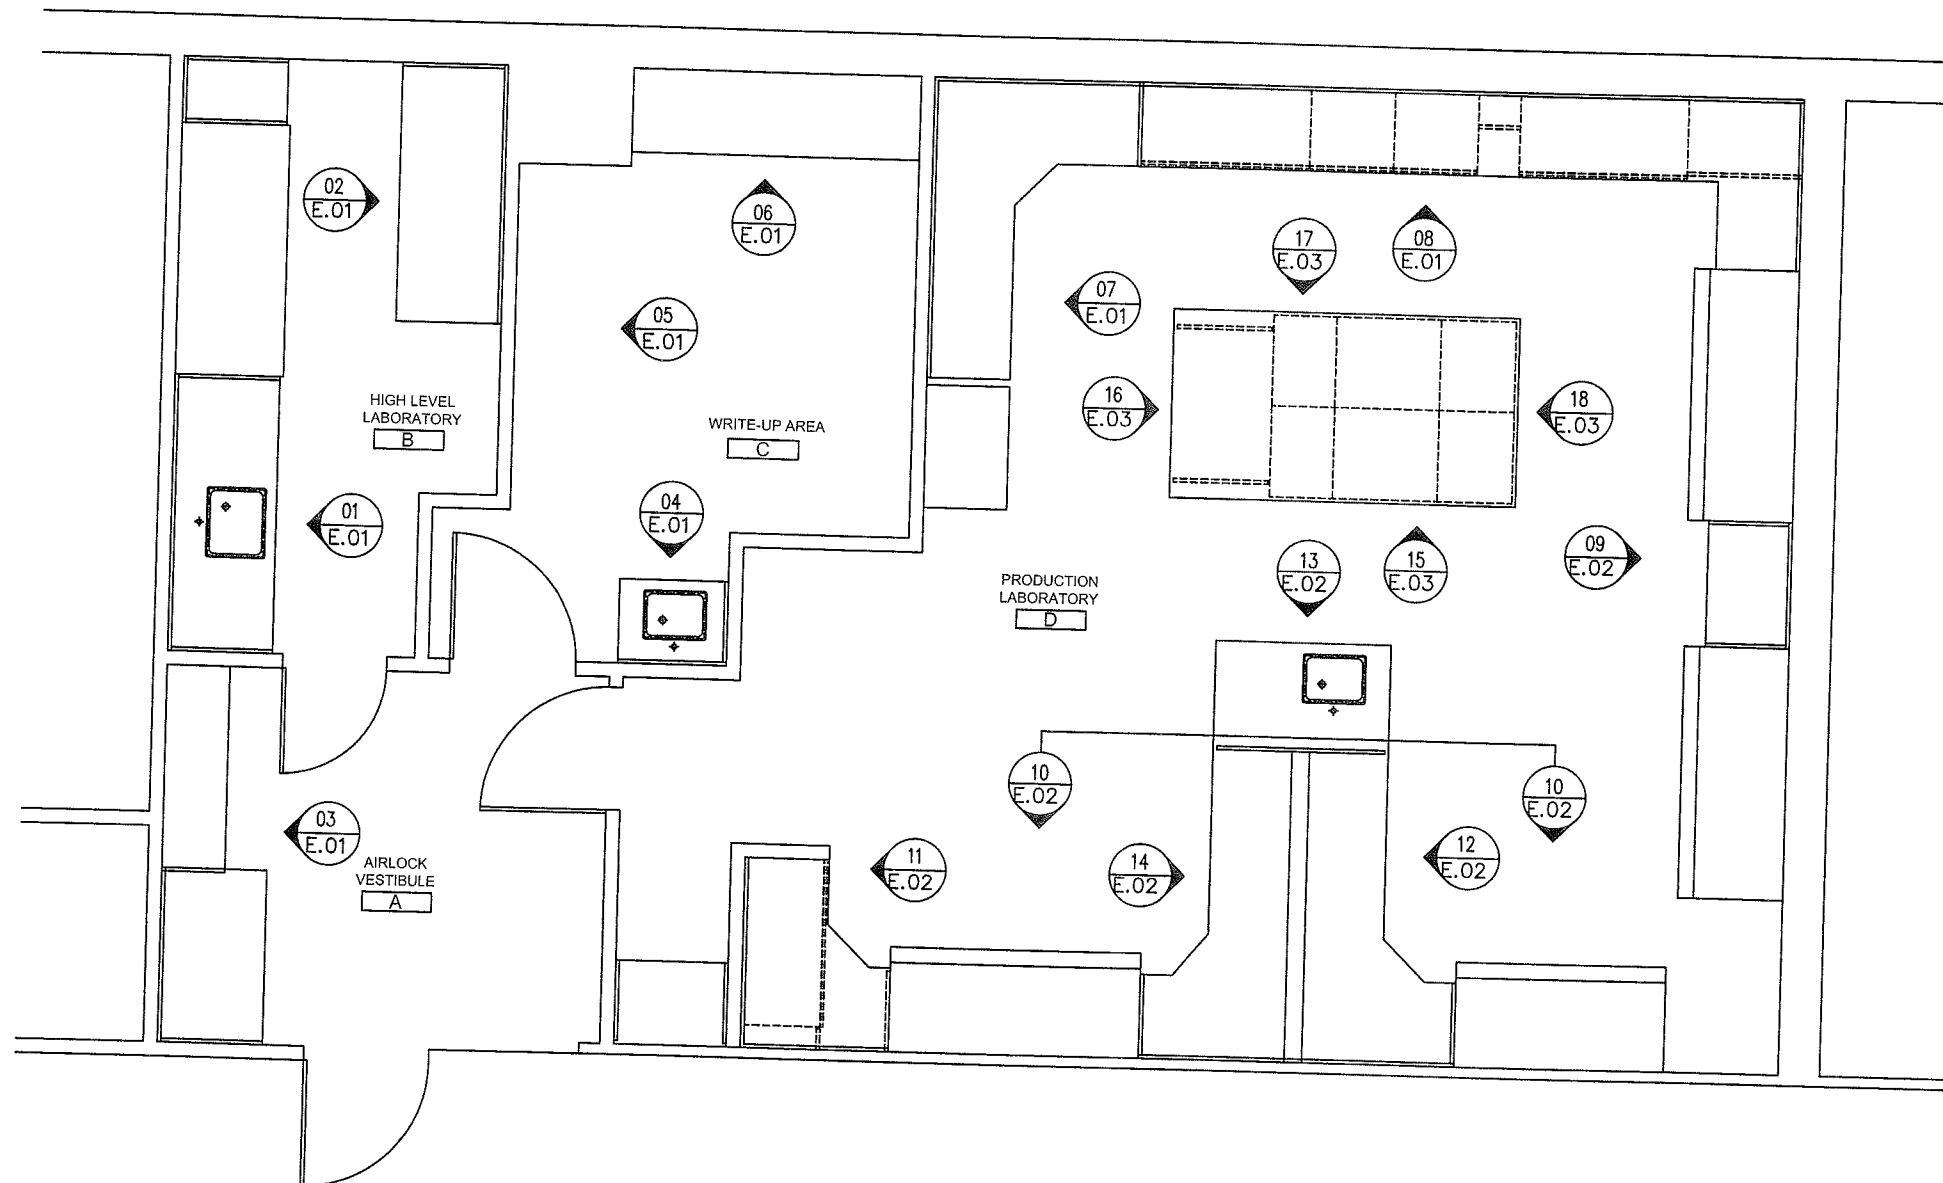 02
E.01
06
E.01
17
E.03
08
E.01
07
E.01
05
E.01
16
E.03
18
E.03
HIGH LEVEL
LABORATORY
B
WRITE-UP AREA
C
04
E.01
01
E.01
09
E.02
13
E.02
15
E.03
PRODUCTION
LABORATORY
D
10
E.02
10
E.02
03
E.01
11
E.02
14
E.02
12
E.02
AIRLOCK
VESTIBULE
A